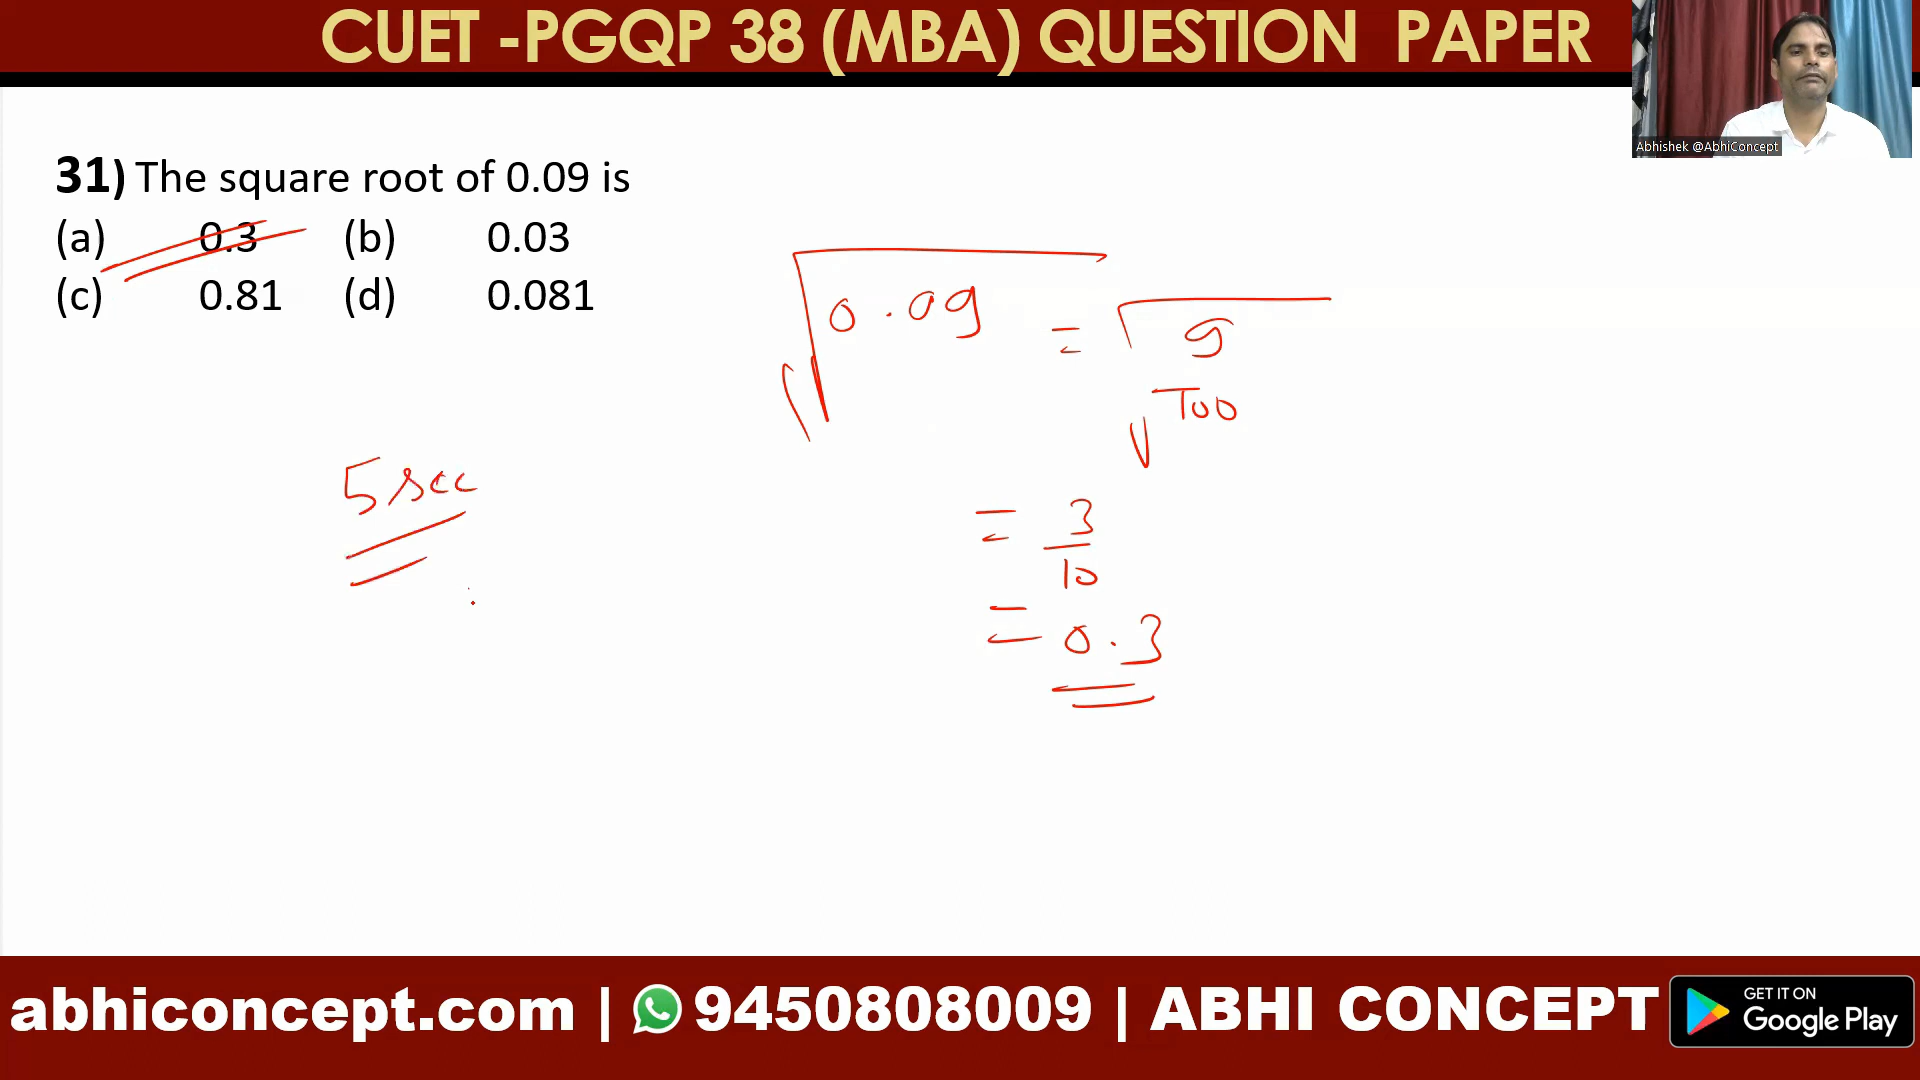 CUET -PGQP 38 (MBA) QUESTION PAPER
Abhishek @AbhiConcept
31) The square root of 0.09 is
(a) 0.3 (b) 0.03
(c) 0.81 (d) 0.081
√0.09 = √9/100
= 3/10
= 0.3
5 sec
abhiconcept.com | 9450808009 | ABHI CONCEPT
GET IT ON
Google Play